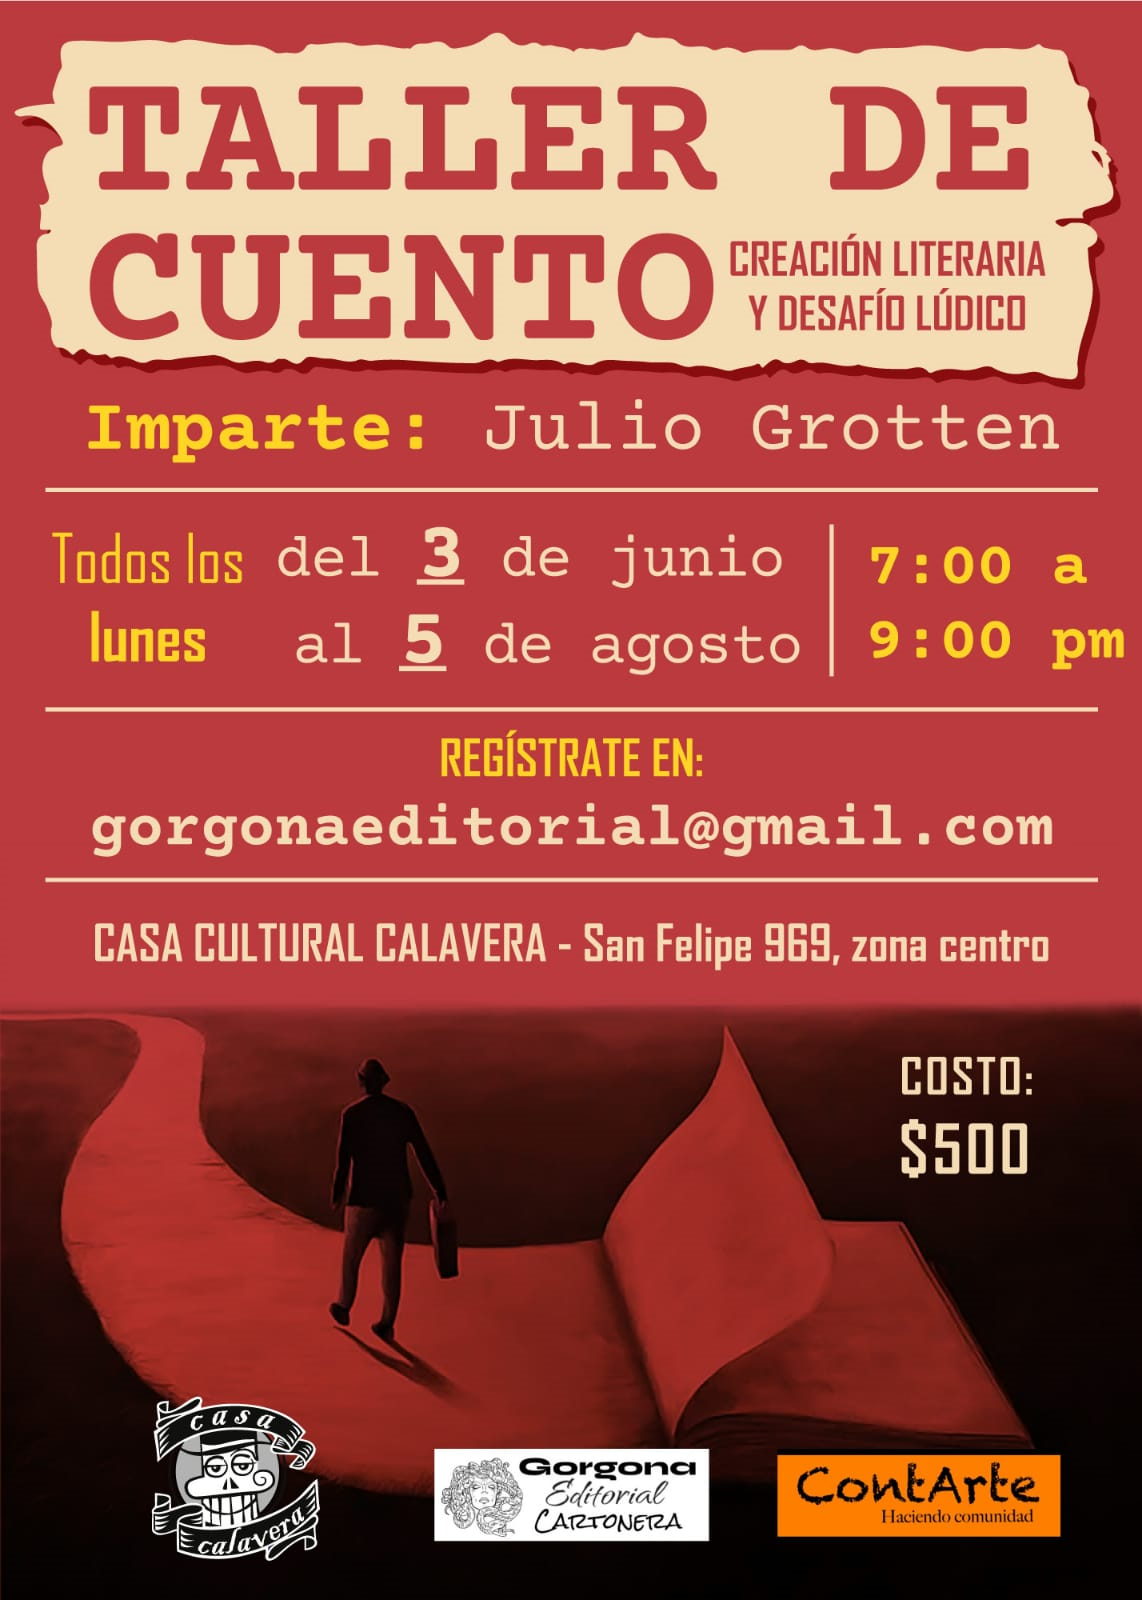 TALLER DE
CUENTO
CREACIÓN LITERARIA
Y DESAFÍO LÚDICO
Imparte: Julio Grotten
Todos los
lunes
del 3 de junio
al 5 de agosto
7:00 a
9:00 pm
REGÍSTRATE EN:
gorgonaeditorial@gmail.com
CASA CULTURAL CALAVERA - San Felipe 969, zona centro
COSTO:
$500
casa
calavera
Gorgona
Editorial
CARTONERA
ContArte
Haciendo comunidad